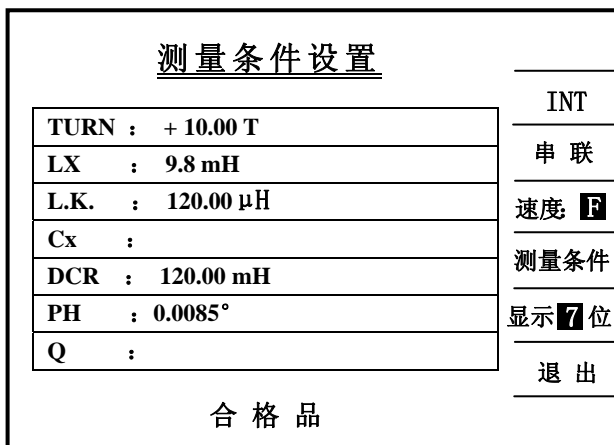 测量条件设置
TURN : + 10.00 T
LX : 9.8 mH
L.K. : 120.00 μH
Cx :
DCR : 120.00 mH
PH : 0.0085°
Q :
合 格 品
INT
串 联
速度: F
测量条件
显示 7 位
退 出